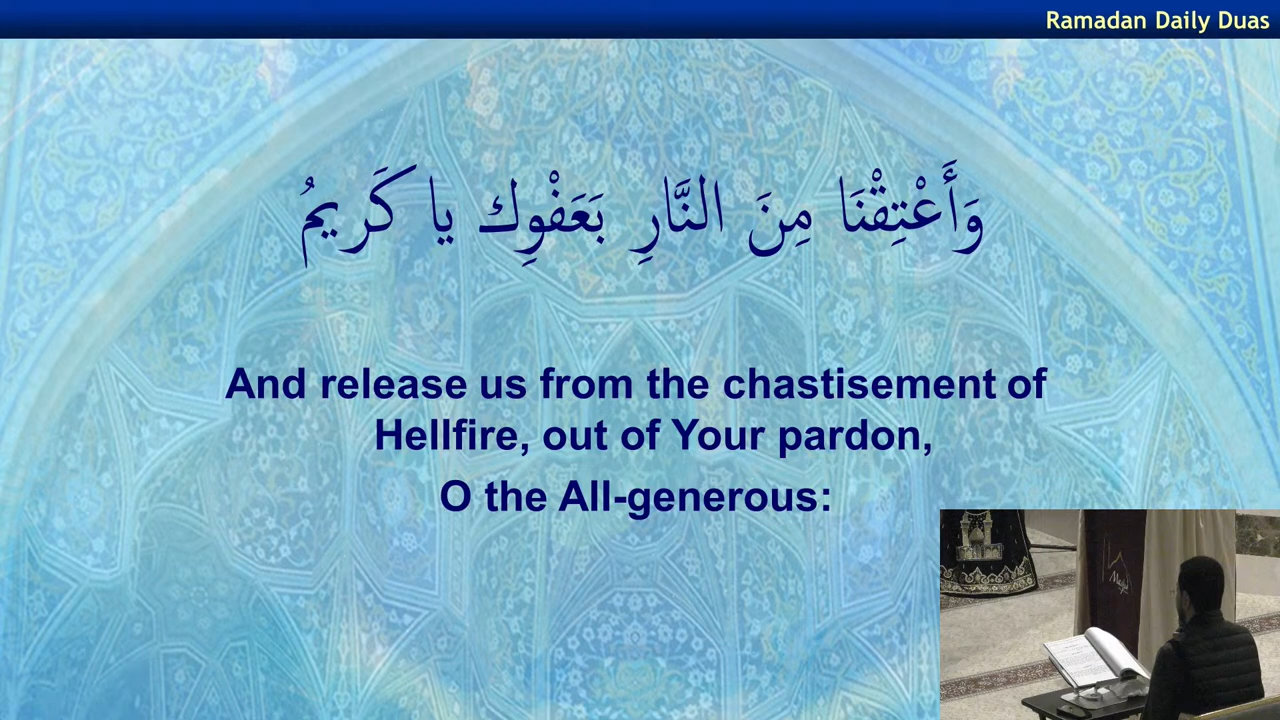 Ramadan Daily Duas
وَأَعْتِقْنَا مِنَ النَّارِ بَعَفْوِك يا كَرِيمُ
And release us from the chastisement of
Hellfire, out of Your pardon,
O the All-generous: